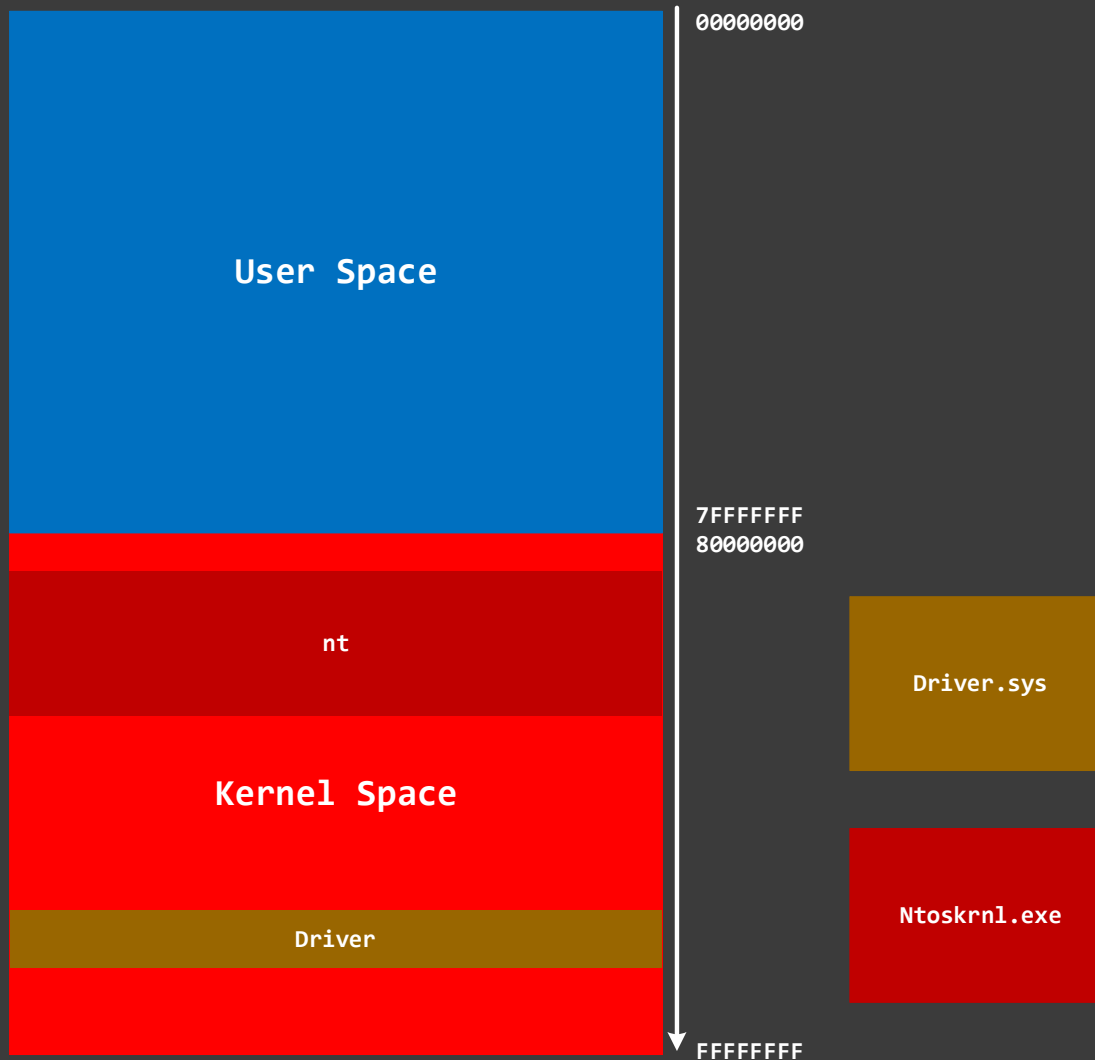 00000000
User Space
7FFFFFFF
80000000
nt
Driver.sys
Kernel Space
Ntoskrnl.exe
Driver
FFFFFFFF